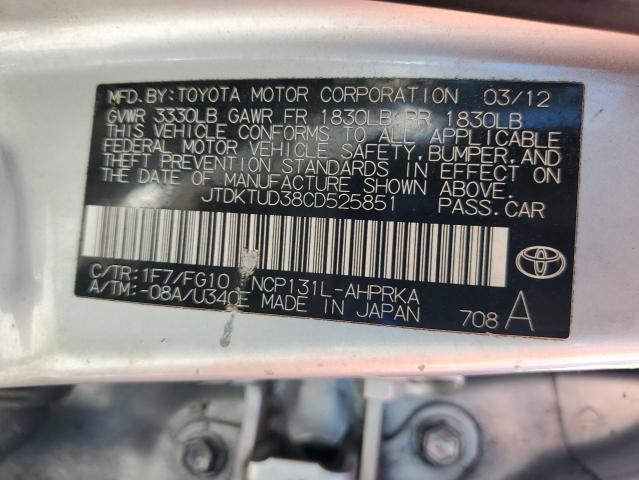 MFD.BY:TOYOTA MOTOR CORPORATION 03/12
GVWR 3330LB GAWR FR 1830LB RR 1830LB
THIS VEHICLE CONFORMS TO ALL APPLICABLE
FEDERAL MOTOR VEHICLE SAFETY, BUMPER, AND
THEFT PREVENTION STANDARDS IN EFFECT ON
THE DATE OF MANUFACTURE SHOWN ABOVE.
JTDKTUD38CD525851 PASS.CAR
C/TR:1F7/FG10 NCP131L-AHPRKA
A/TM:-08A/U340E MADE IN JAPAN 708 A
TOYOTA